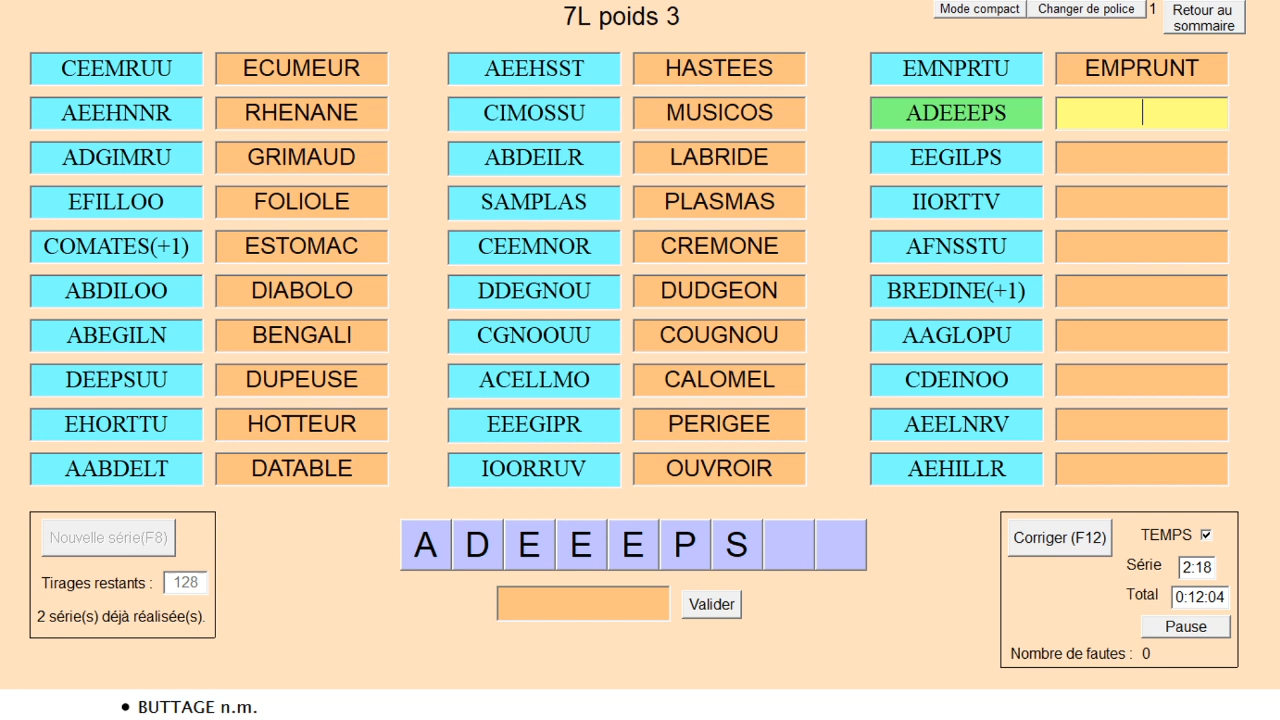 7L poids 3
Mode compact Changer de police 1 Retour au
sommaire
CEEMRUU ECUMEUR AEEHSST HASTEES EMNPRTU EMPRUNT
AEEHNNR RHENANE CIMOSSU MUSICOS ADEEEPS
ADGIMRU GRIMAUD ABDEILR LABRIDE EEGILPS
EFILLOO FOLIOLE SAMPLAS PLASMAS IIORTTV
COMATES(+1) ESTOMAC CEEMNOR CREMONE AFNSSTU
ABDILOO DIABOLO DDEGNOU DUDGEON BREDINE(+1)
ABEGILN BENGALI CGNOOUU COUGNOU AAGLOPU
DEEPSUU DUPEUSE ACELLMO CALOMEL CDEINOO
EHORTTU HOTTEUR EEEGIPR PERIGEE AEELNRV
AABDELT DATABLE IOORRUV OUVROIR AEHILLR
Nouvelle série(F8)
Tirages restants : 128
2 série(s) déjà réalisée(s).
A D E E E P S
Valider
Corriger (F12) TEMPS
Série 2:18
Total 0:12:04
Pause
Nombre de fautes : 0
• BUTTAGE n.m.